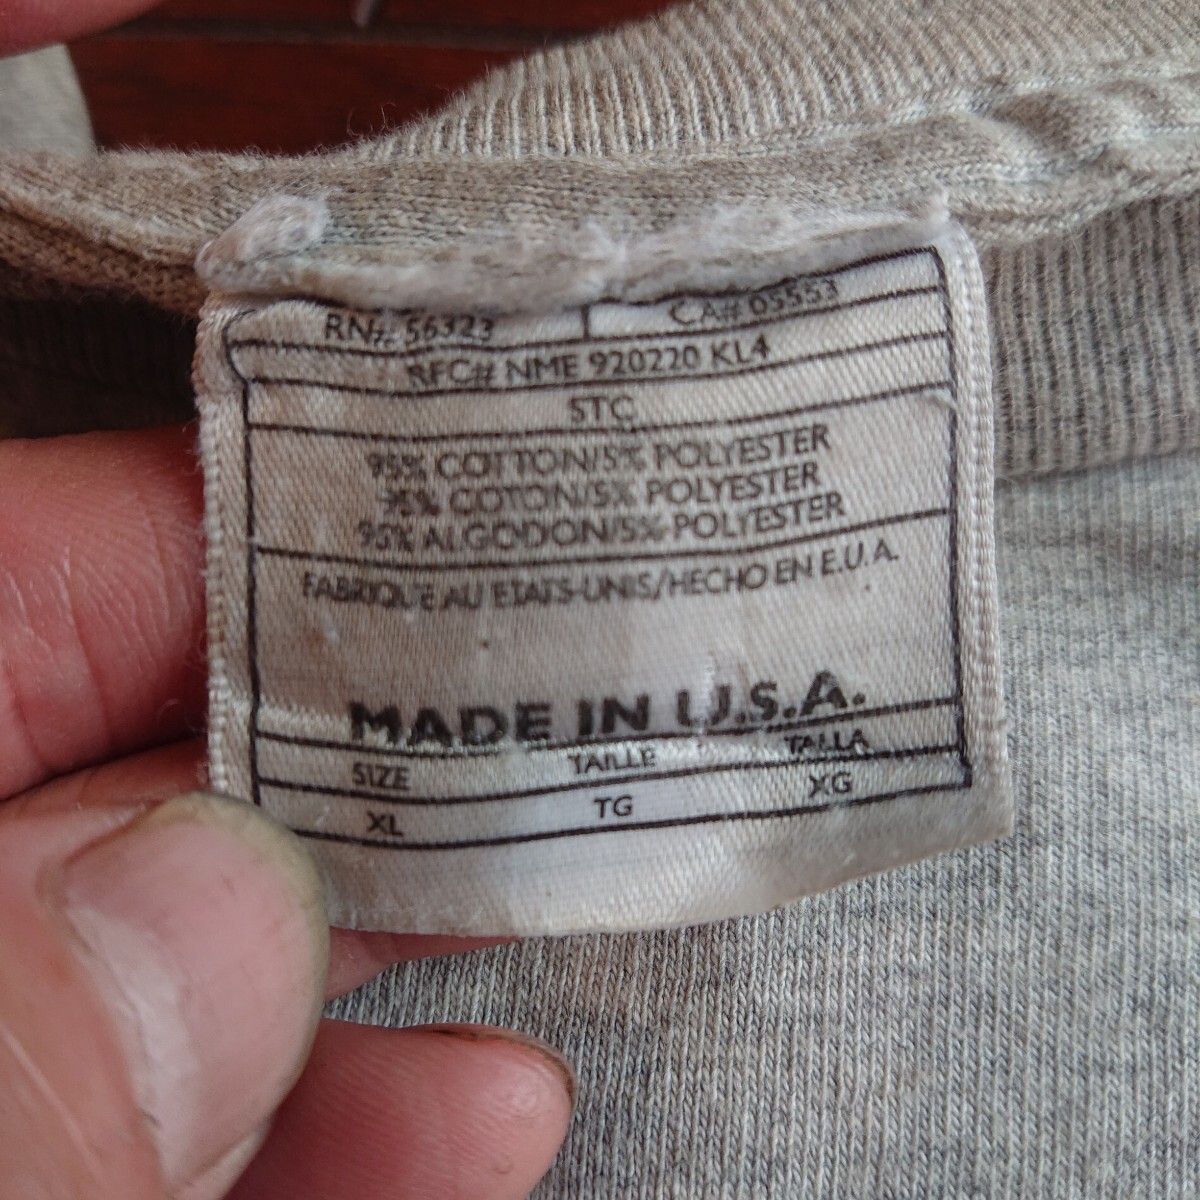 RN#: 56323 CA# 05553
RFC# NME 920220 KL4
STC
95% COTTON/5% POLYESTER
95% COTON/5% POLYESTER
95% ALGODON/5% POLYESTER
FABRIQUE AU ETATS-UNIS/HECHO EN E.U.A.
MADE IN U.S.A.
SIZE TAILLE TALLA
XL TG XG